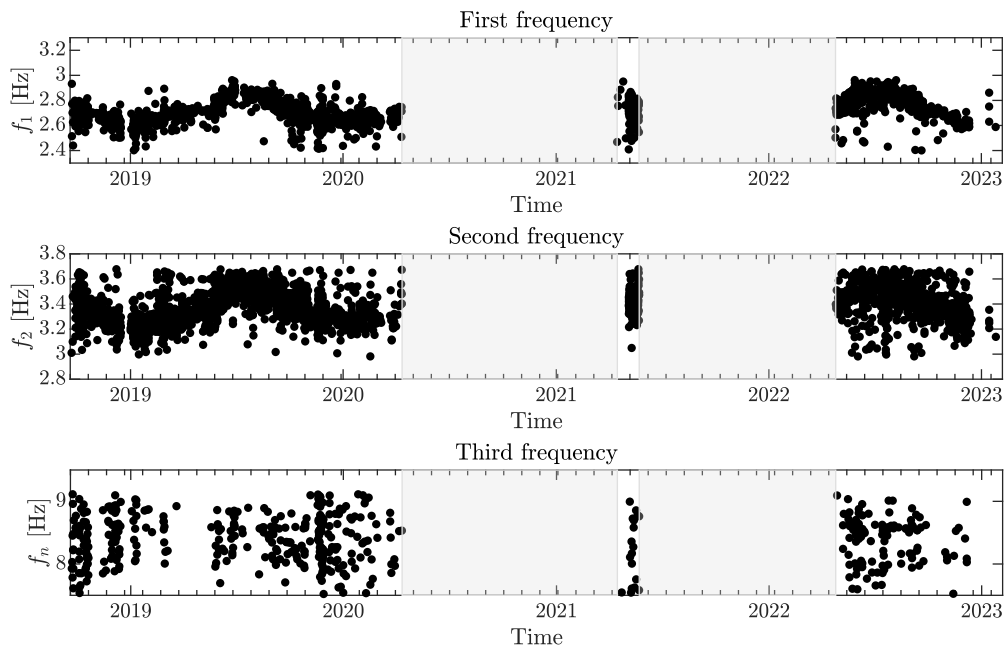 First frequency
3.2
3
2.8
2.6
2.4
f1 [Hz]
2019 2020 2021 2022 2023
Time
Second frequency
3.8
3.6
3.4
3.2
3
2.8
f2 [Hz]
2019 2020 2021 2022 2023
Time
Third frequency
9
8
fn [Hz]
2019 2020 2021 2022 2023
Time